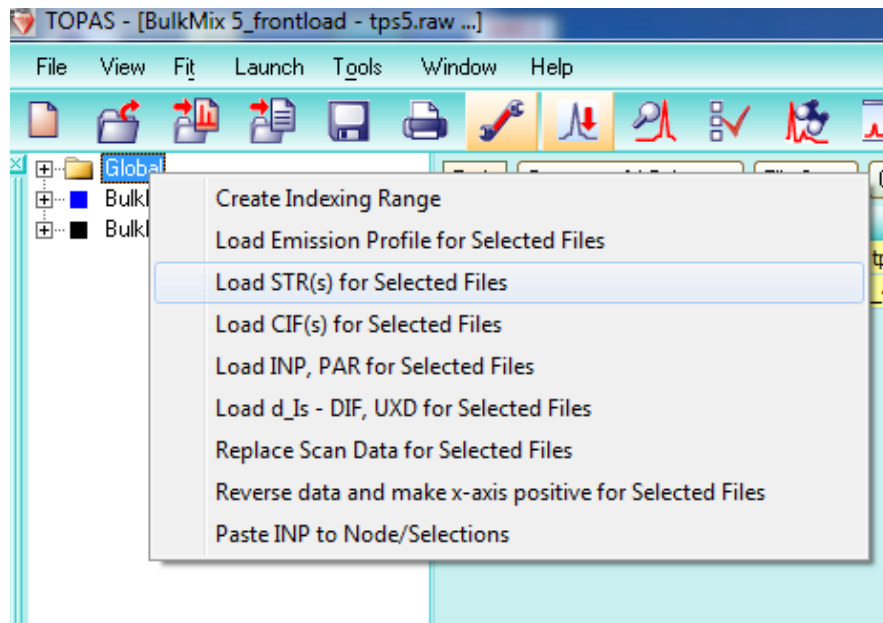 TOPAS - [BulkMix 5_frontload - tps5.raw ...]
File View Fit Launch Tools Window Help
Global
Create Indexing Range
Load Emission Profile for Selected Files
Load STR(s) for Selected Files
Load CIF(s) for Selected Files
Load INP, PAR for Selected Files
Load d_Is - DIF, UXD for Selected Files
Replace Scan Data for Selected Files
Reverse data and make x-axis positive for Selected Files
Paste INP to Node/Selections